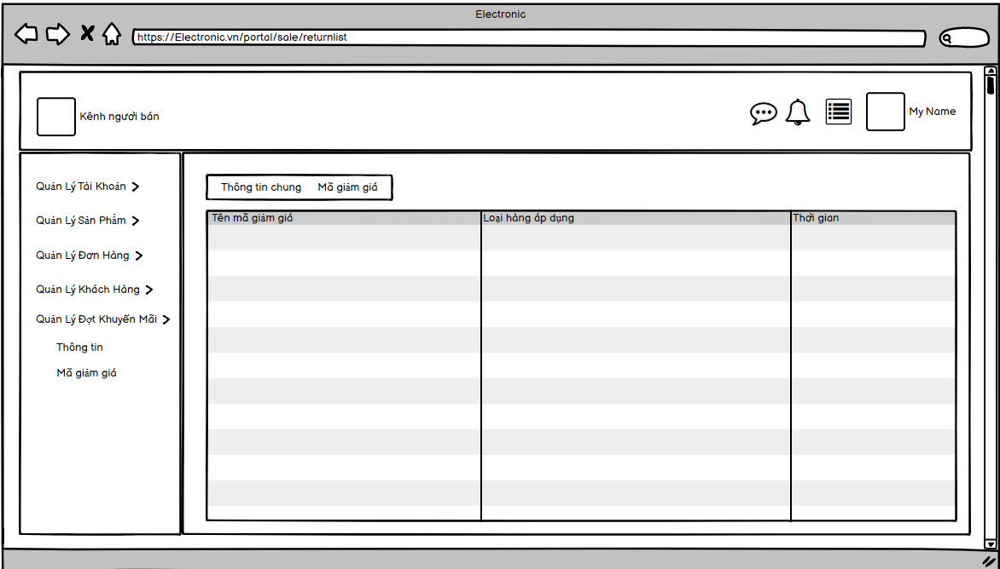 Electronic
https://Electronic.vn/portal/sale/returnlist
Kênh người bán
My Name
Quản Lý Tài Khoản
Quản Lý Sản Phẩm
Quản Lý Đơn Hàng
Quản Lý Khách Hàng
Quản Lý Đợt Khuyến Mãi
Thông tin
Mã giảm giá
Thông tin chung Mã giảm giá
Tên mã giảm giá Loại hàng áp dụng Thời gian